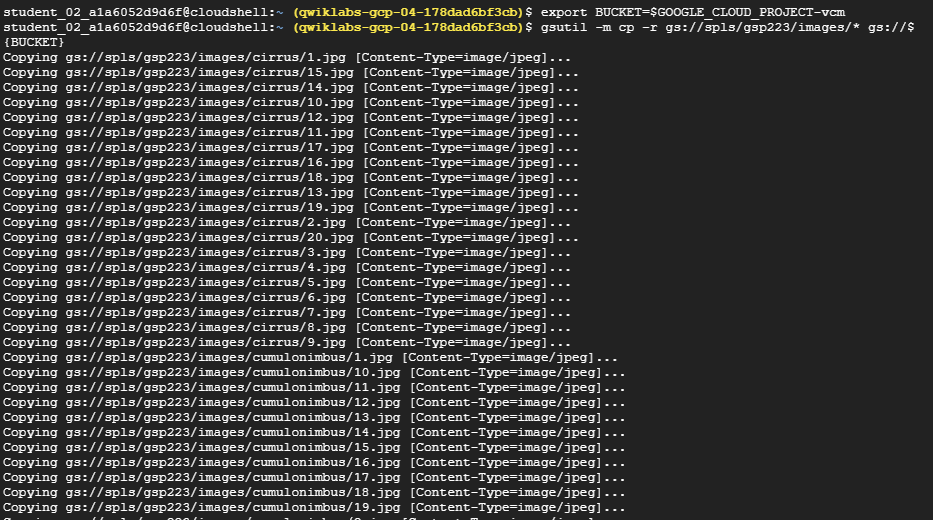 student_02_a1a6052d9d6f@cloudshell:~ (qwiklabs-gcp-04-178dad6bf3cb)$ export BUCKET=$GOOGLE_CLOUD_PROJECT-vcm
student_02_a1a6052d9d6f@cloudshell:~ (qwiklabs-gcp-04-178dad6bf3cb)$ gsutil -m cp -r gs://spls/gsp223/images/* gs://$
{BUCKET}
Copying gs://spls/gsp223/images/cirrus/1.jpg [Content-Type=image/jpeg]...
Copying gs://spls/gsp223/images/cirrus/15.jpg [Content-Type=image/jpeg]...
Copying gs://spls/gsp223/images/cirrus/14.jpg [Content-Type=image/jpeg]...
Copying gs://spls/gsp223/images/cirrus/10.jpg [Content-Type=image/jpeg]...
Copying gs://spls/gsp223/images/cirrus/12.jpg [Content-Type=image/jpeg]...
Copying gs://spls/gsp223/images/cirrus/11.jpg [Content-Type=image/jpeg]...
Copying gs://spls/gsp223/images/cirrus/17.jpg [Content-Type=image/jpeg]...
Copying gs://spls/gsp223/images/cirrus/16.jpg [Content-Type=image/jpeg]...
Copying gs://spls/gsp223/images/cirrus/18.jpg [Content-Type=image/jpeg]...
Copying gs://spls/gsp223/images/cirrus/13.jpg [Content-Type=image/jpeg]...
Copying gs://spls/gsp223/images/cirrus/19.jpg [Content-Type=image/jpeg]...
Copying gs://spls/gsp223/images/cirrus/2.jpg [Content-Type=image/jpeg]...
Copying gs://spls/gsp223/images/cirrus/20.jpg [Content-Type=image/jpeg]...
Copying gs://spls/gsp223/images/cirrus/3.jpg [Content-Type=image/jpeg]...
Copying gs://spls/gsp223/images/cirrus/4.jpg [Content-Type=image/jpeg]...
Copying gs://spls/gsp223/images/cirrus/5.jpg [Content-Type=image/jpeg]...
Copying gs://spls/gsp223/images/cirrus/6.jpg [Content-Type=image/jpeg]...
Copying gs://spls/gsp223/images/cirrus/7.jpg [Content-Type=image/jpeg]...
Copying gs://spls/gsp223/images/cirrus/8.jpg [Content-Type=image/jpeg]...
Copying gs://spls/gsp223/images/cirrus/9.jpg [Content-Type=image/jpeg]...
Copying gs://spls/gsp223/images/cumulonimbus/1.jpg [Content-Type=image/jpeg]...
Copying gs://spls/gsp223/images/cumulonimbus/10.jpg [Content-Type=image/jpeg]...
Copying gs://spls/gsp223/images/cumulonimbus/11.jpg [Content-Type=image/jpeg]...
Copying gs://spls/gsp223/images/cumulonimbus/12.jpg [Content-Type=image/jpeg]...
Copying gs://spls/gsp223/images/cumulonimbus/13.jpg [Content-Type=image/jpeg]...
Copying gs://spls/gsp223/images/cumulonimbus/14.jpg [Content-Type=image/jpeg]...
Copying gs://spls/gsp223/images/cumulonimbus/15.jpg [Content-Type=image/jpeg]...
Copying gs://spls/gsp223/images/cumulonimbus/16.jpg [Content-Type=image/jpeg]...
Copying gs://spls/gsp223/images/cumulonimbus/17.jpg [Content-Type=image/jpeg]...
Copying gs://spls/gsp223/images/cumulonimbus/18.jpg [Content-Type=image/jpeg]...
Copying gs://spls/gsp223/images/cumulonimbus/19.jpg [Content-Type=image/jpeg]...